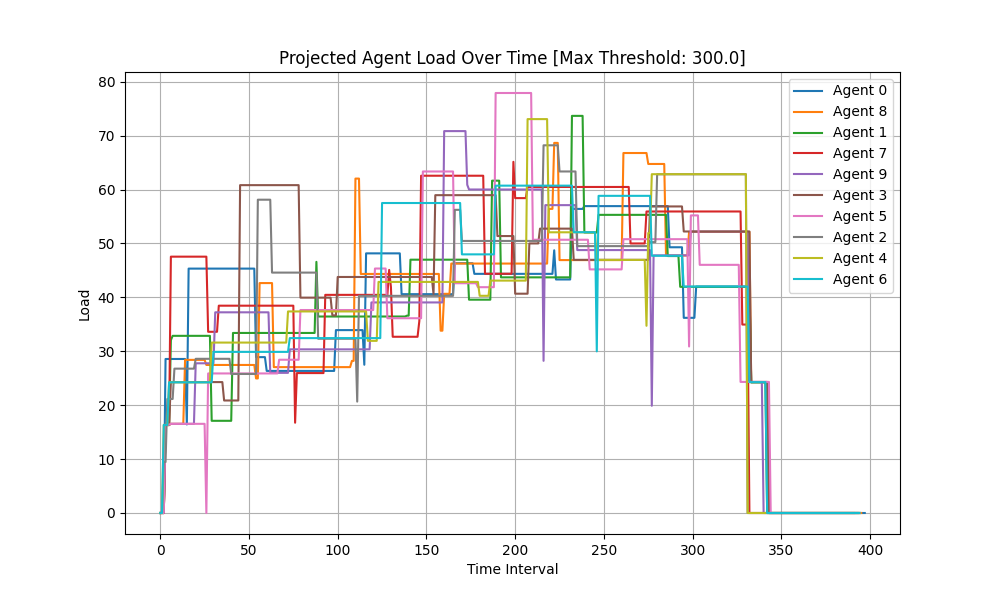 Projected Agent Load Over Time [Max Threshold: 300.0]
80
70
60
50
40
30
20
10
0
Load
0 50 100 150 200 250 300 350 400
Time Interval
Agent 0
Agent 8
Agent 1
Agent 7
Agent 9
Agent 3
Agent 5
Agent 2
Agent 4
Agent 6